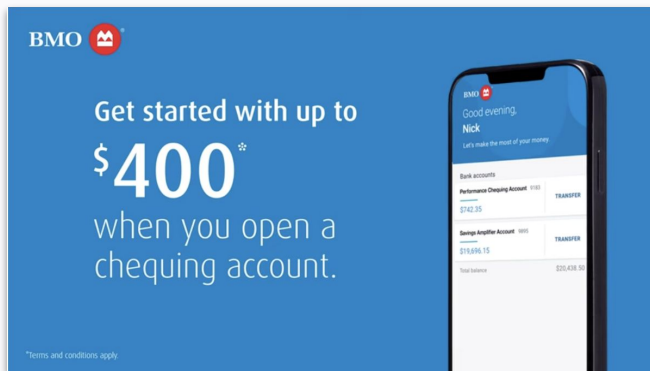 BMO
Get started with up to
$400*
when you open a
chequing account.
*Terms and conditions apply
BMO
Good evening,
Nick
Let's make the most of your money.
Bank accounts
Performance Chequing Account 9183
$742.35
TRANSFER
Savings Amplifier Account
$19,696.15
TRANSFER
Total balance $20,438.50